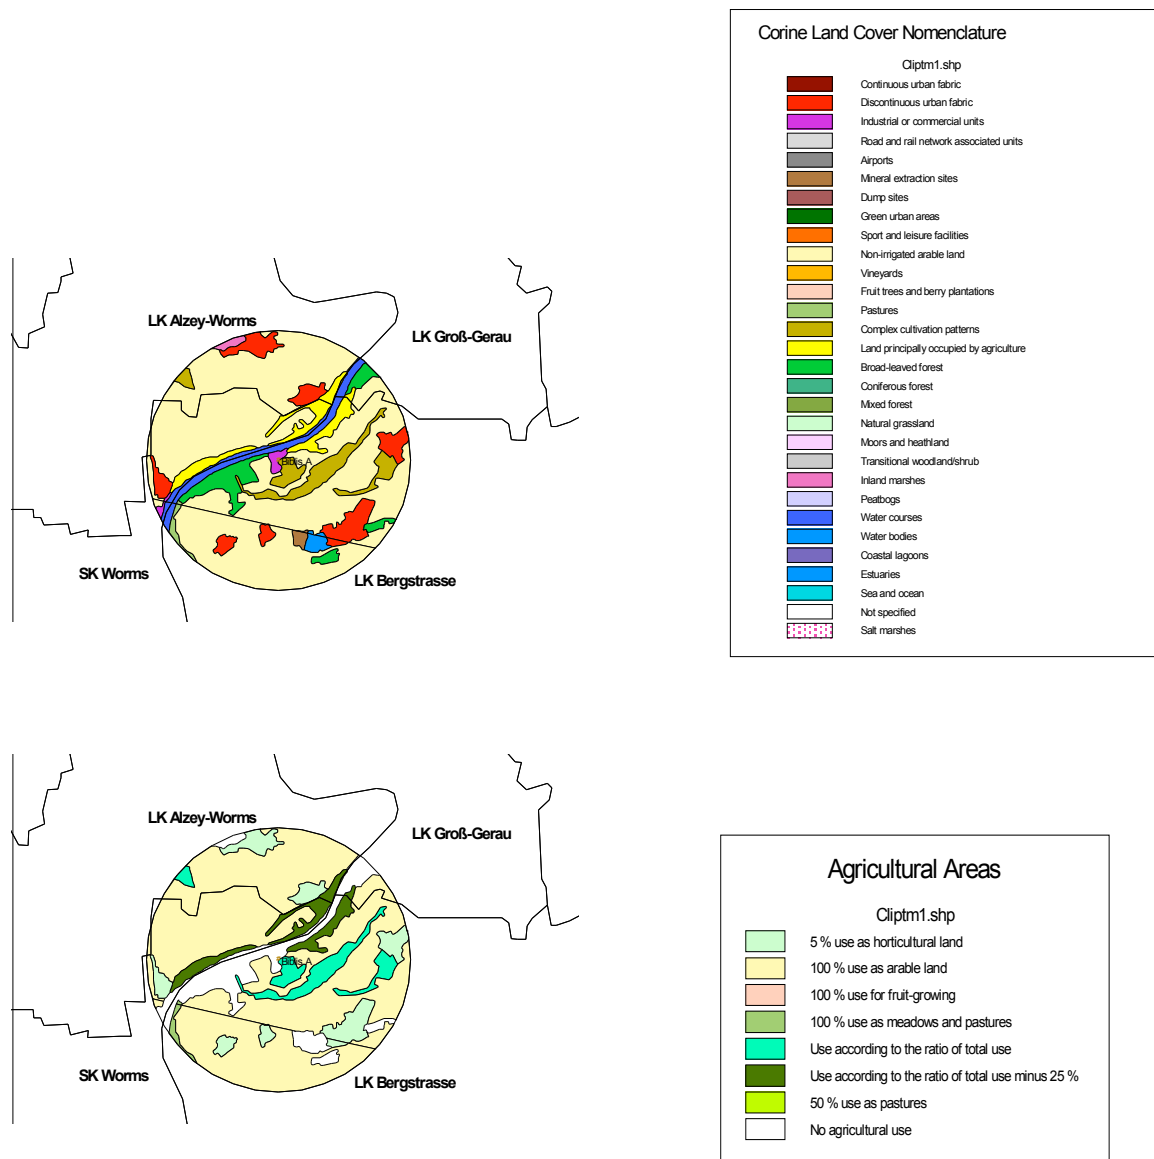 Corine Land Cover Nomenclature
Cliptm1.shp
Continuous urban fabric
Discontinuous urban fabric
Industrial or commercial units
Road and rail network associated units
Airports
Mineral extraction sites
Dump sites
Green urban areas
Sport and leisure facilities
Non-irrigated arable land
Vineyards
Fruit trees and berry plantations
Pastures
Complex cultivation patterns
Land principally occupied by agriculture
Broad-leaved forest
Coniferous forest
Mixed forest
Natural grassland
Moors and heathland
Transitional woodland/shrub
Inland marshes
Peatbogs
Water courses
Water bodies
Coastal lagoons
Estuaries
Sea and ocean
Not specified
Salt marshes
LK Alzey-Worms
LK Groß-Gerau
SK Worms
LK Bergstrasse
LK Alzey-Worms
LK Groß-Gerau
SK Worms
LK Bergstrasse
Agricultural Areas
Cliptm1.shp
5 % use as horticultural land
100 % use as arable land
100 % use for fruit-growing
100 % use as meadows and pastures
Use according to the ratio of total use
Use according to the ratio of total use minus 25 %
50 % use as pastures
No agricultural use